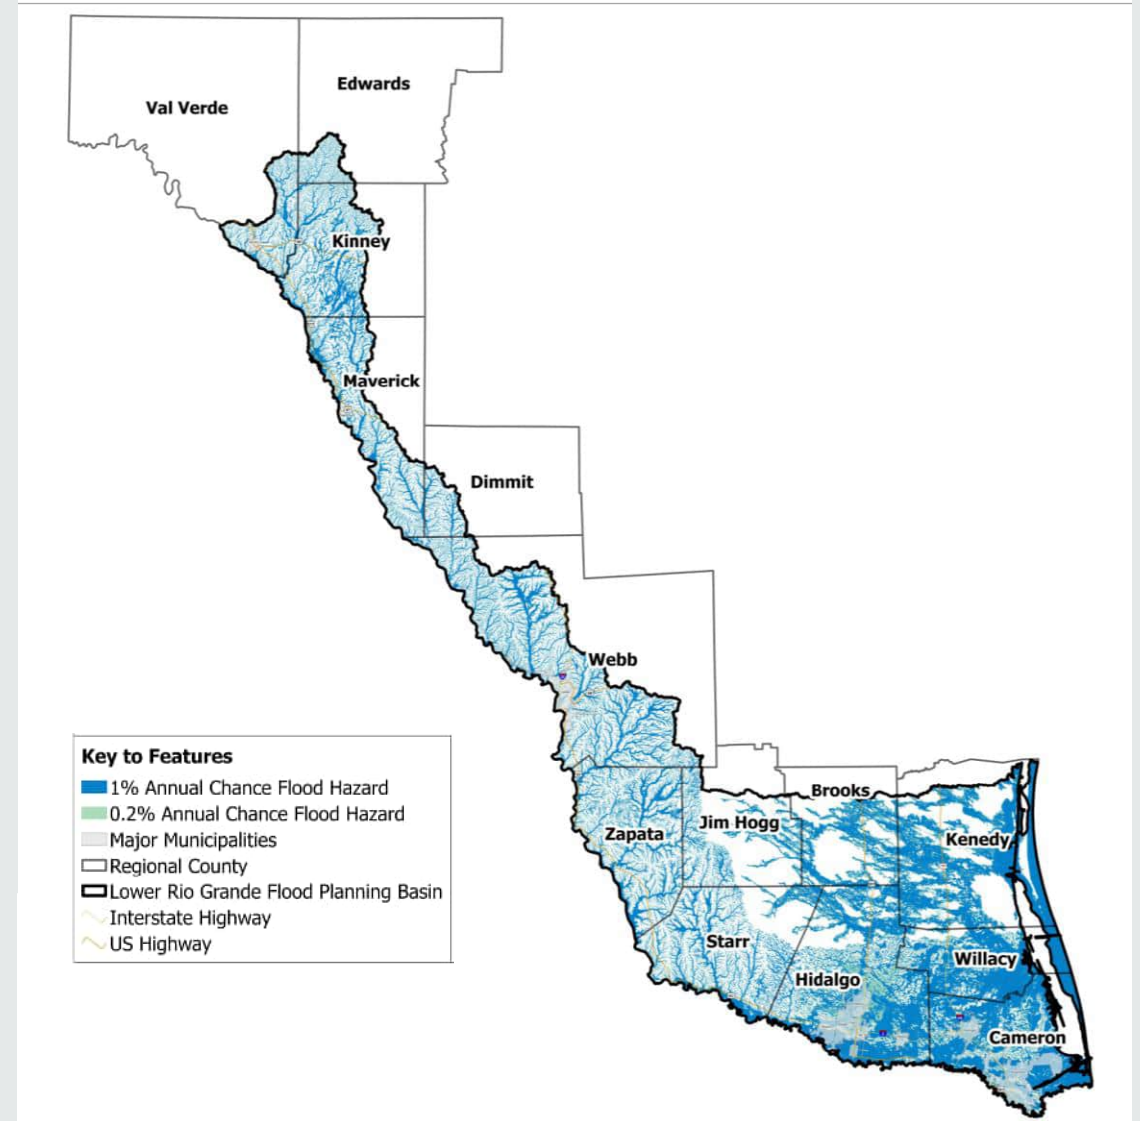 Edwards
Val Verde
Kinney
Maverick
Dimmit
Webb
Key to Features
1% Annual Chance Flood Hazard
0.2% Annual Chance Flood Hazard
Major Municipalities
Regional County
Lower Rio Grande Flood Planning Basin
Interstate Highway
US Highway
Brooks
Jim Hogg
Zapata
Kenedy
Starr
Willacy
Hidalgo
Cameron